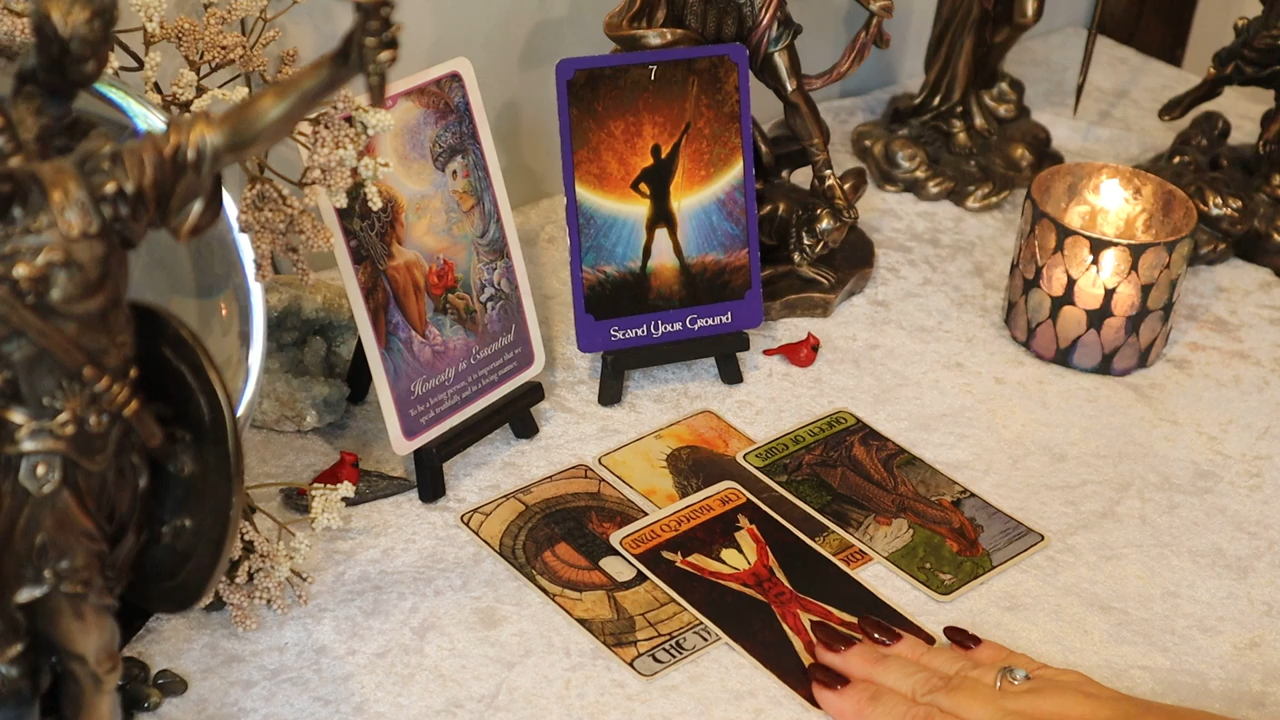 7
Stand Your Ground
Honesty is Essential
To be a loving person, it is important that we
speak truthfully and in a loving manner.
QUEEN OF CUPS
THE HANGED MAN
THE